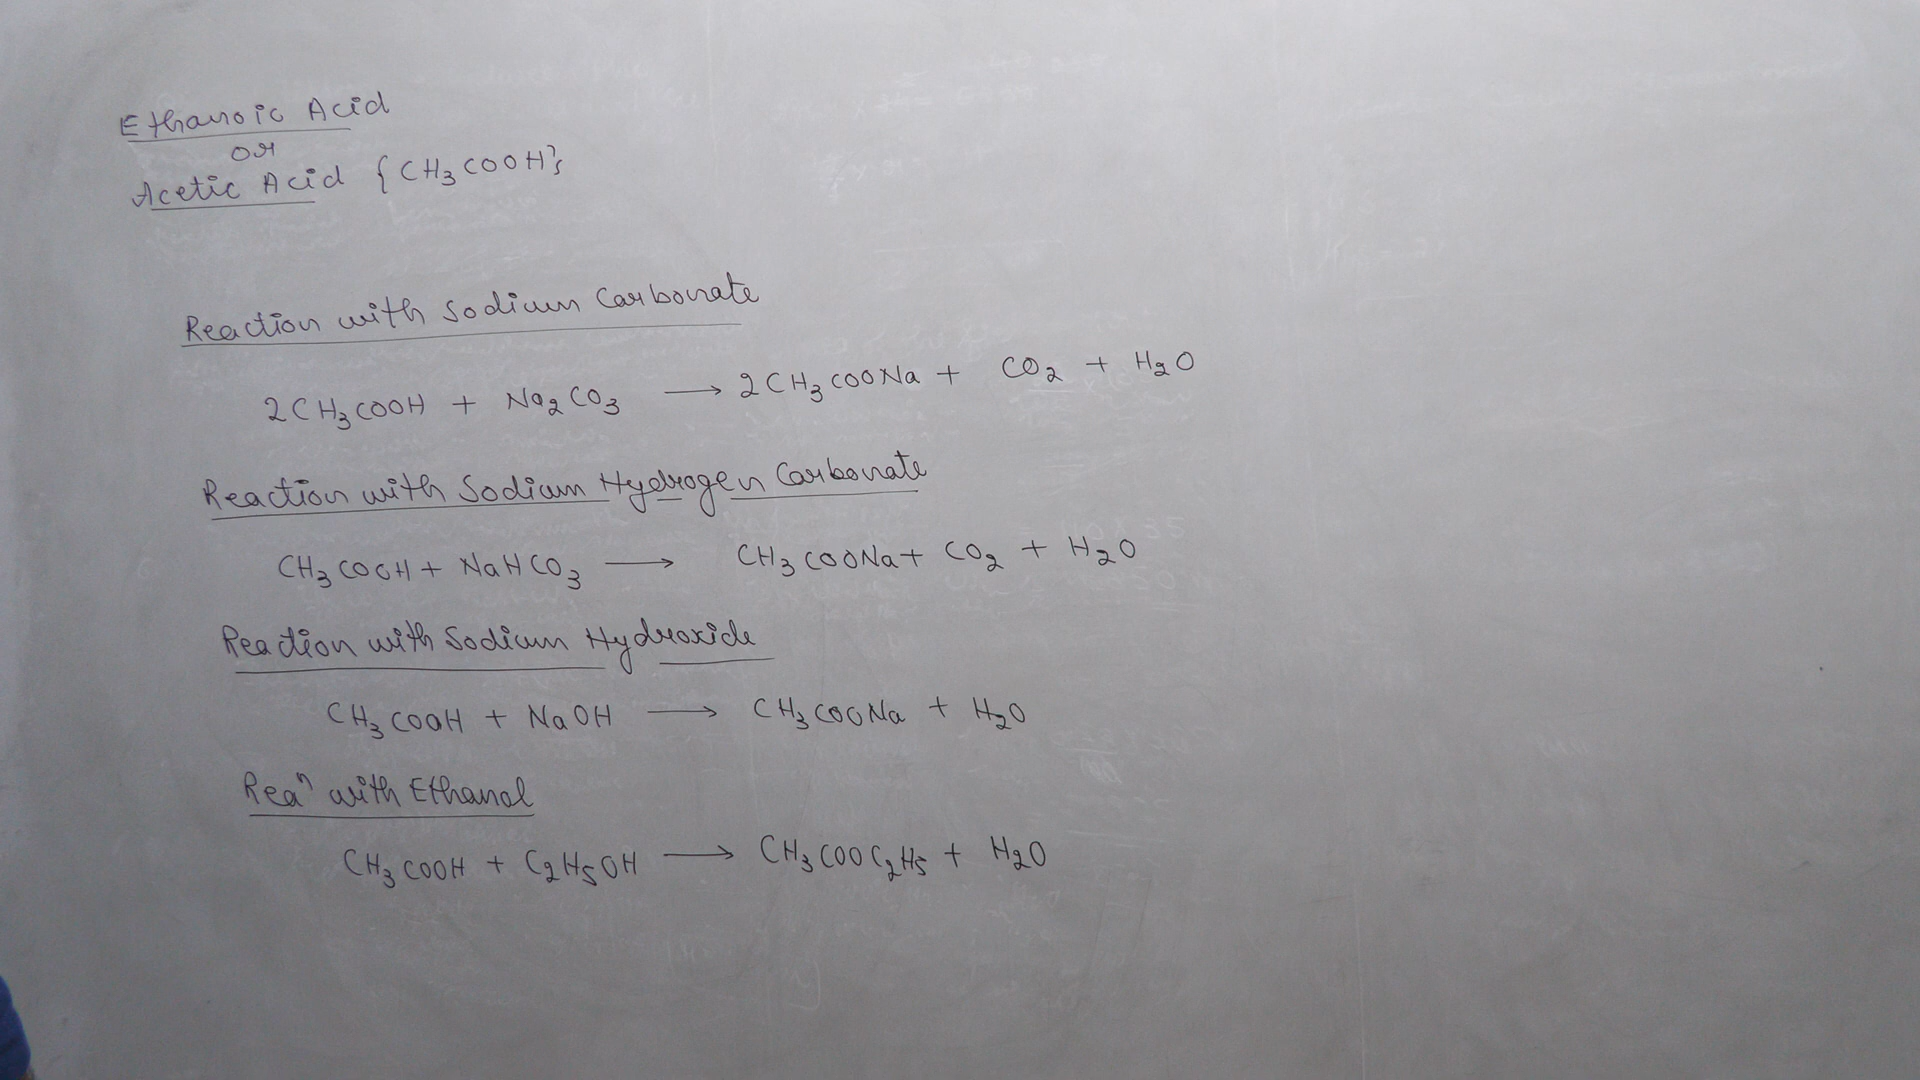 Ethanoic Acid
or
Acetic Acid {CH₃COOH}
Reaction with Sodium Carbonate
2CH₃COOH + Na₂CO₃ → 2CH₃COONa + CO₂ + H₂O
Reaction with Sodium Hydrogen Carbonate
CH₃COOH + NaHCO₃ → CH₃COONa + CO₂ + H₂O
Reaction with Sodium Hydroxide
CH₃COOH + NaOH → CH₃COONa + H₂O
Reaⁿ with Ethanol
CH₃COOH + C₂H₅OH → CH₃COOC₂H₅ + H₂O